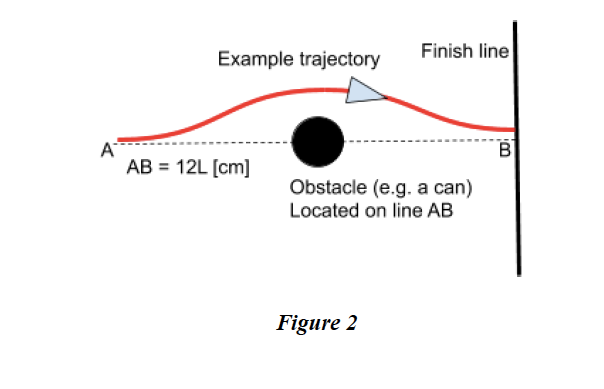 Example trajectory
Finish line
A
B
AB = 12L [cm]
Obstacle (e.g. a can)
Located on line AB
Figure 2